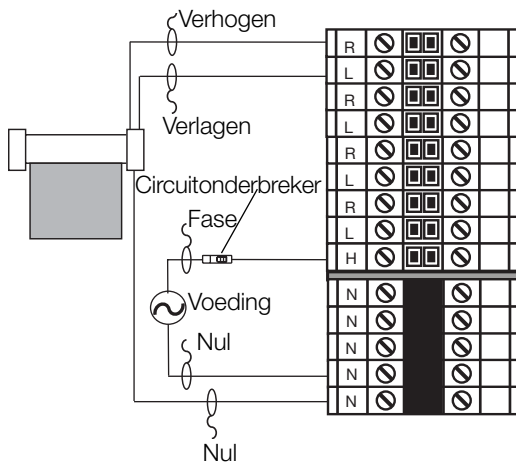 Verhogen
R
L
Verlagen
R
L
R
L
Circuitonderbreker
R
L
Fase
H
Voeding
N
N
Nul
N
N
N
Nul